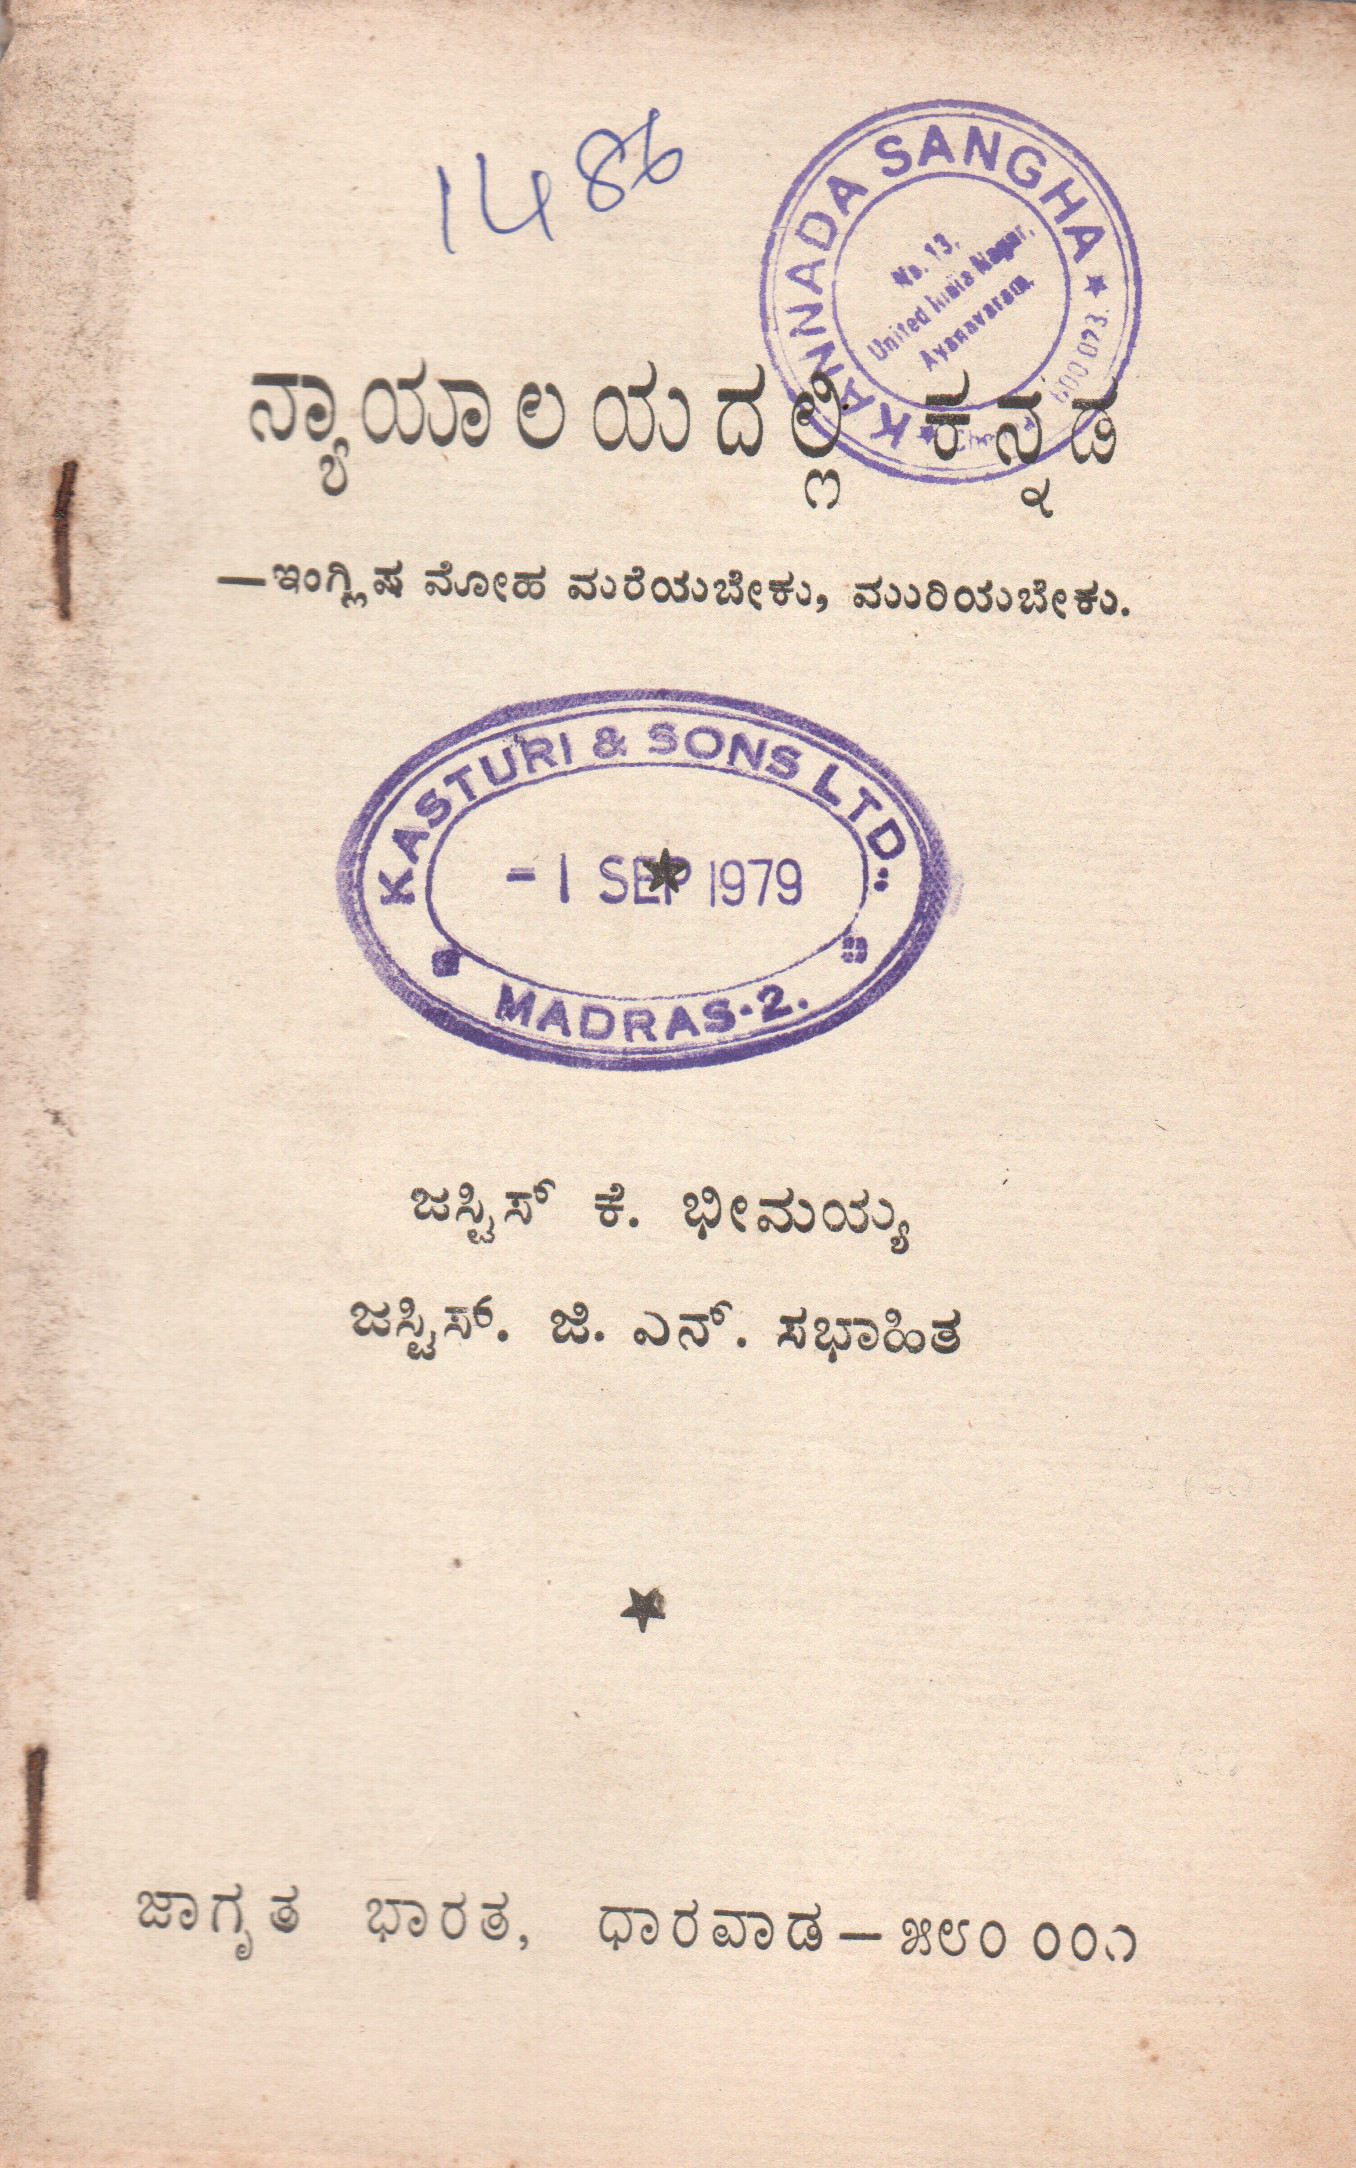 1486
KANNADA SANGHA
No. 13,
United India Nagar,
Ayanavaram,
600 023.
ನ್ಯಾಯಾಲಯದಲ್ಲಿ ಕನ್ನಡ
—ಇಂಗ್ಲಿಷ ಮೋಹ ಮರೆಯಬೇಕು, ಮುರಿಯಬೇಕು.
KASTURI & SONS LTD.,
- 1 SEP 1979
MADRAS-2.
ಜಸ್ಟಿಸ್ ಕೆ. ಭೀಮಯ್ಯ
ಜಸ್ಟಿಸ್. ಜಿ. ಎನ್. ಸಭಾಹಿತ
ಜಾಗೃತ ಭಾರತ, ಧಾರವಾಡ — ೫೮೦ ೦೦೧